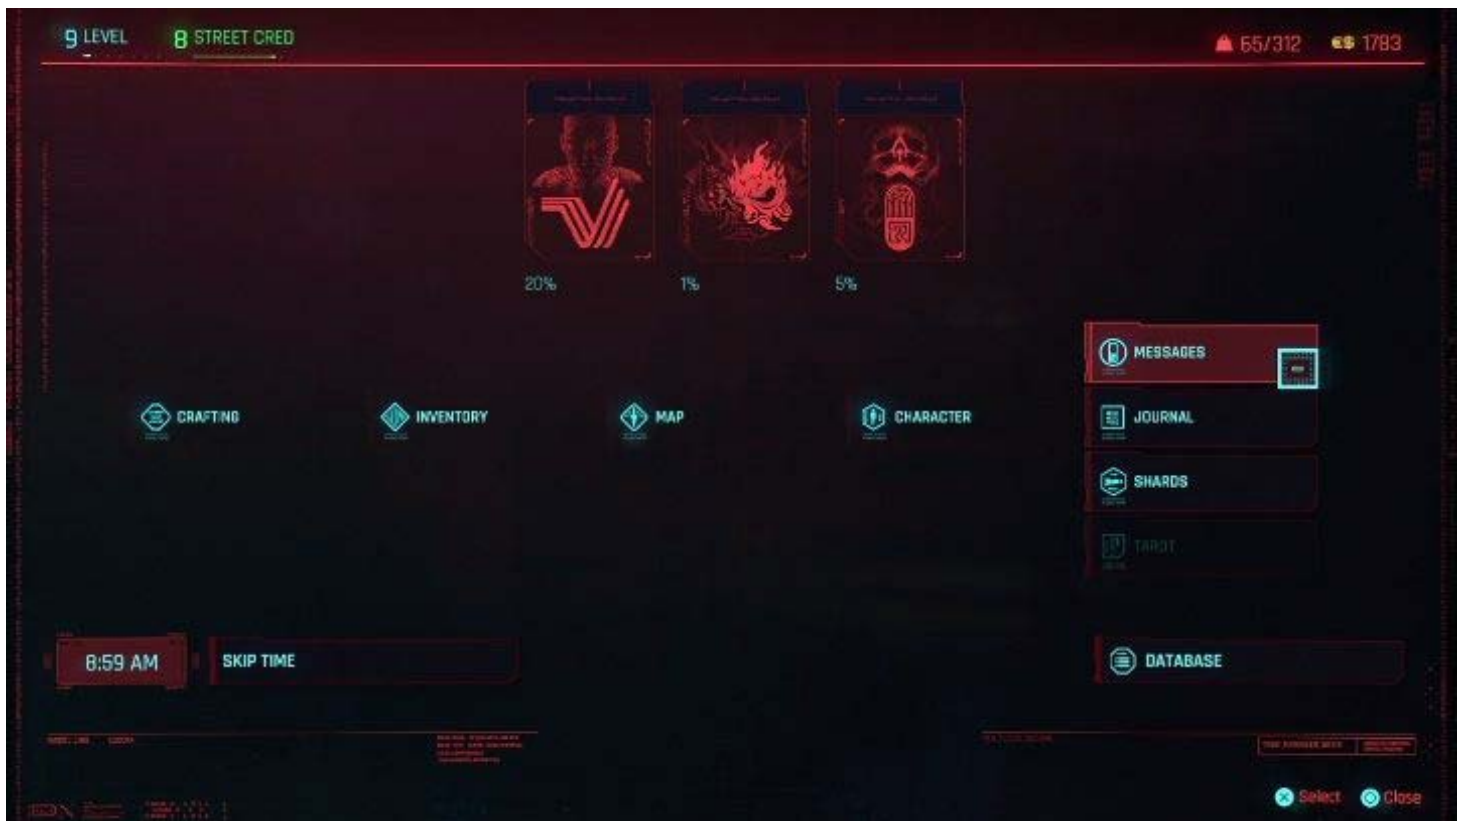 9 LEVEL
8 STREET CRED
65/312
€$ 1783
20%
1%
5%
MESSAGES
CRAFTING
INVENTORY
MAP
CHARACTER
JOURNAL
SHARDS
TAROT
8:59 AM
SKIP TIME
DATABASE
Select
Close